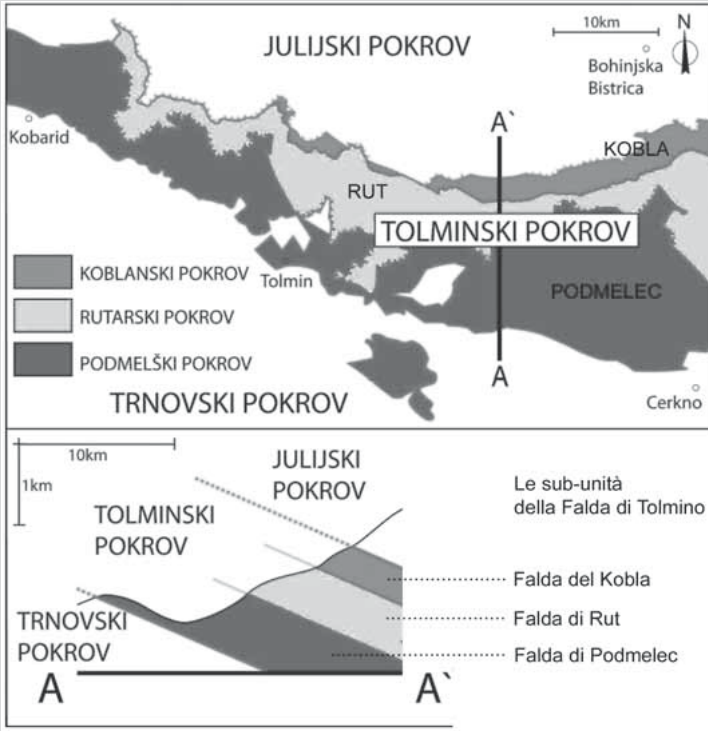 JULIJSKI POKROV
10km
N
Bohinjska
Bistrica
Kobarid
A`
KOBLA
RUT
TOLMINSKI POKROV
KOBLANSKI POKROV
Tolmin
PODMELEC
RUTARSKI POKROV
PODMELŠKI POKROV
A
TRNOVSKI POKROV
Cerkno
10km
1km
JULIJSKI
POKROV
Le sub-unità
della Falda di Tolmino
TOLMINSKI
POKROV
Falda del Kobla
Falda di Rut
TRNOVSKI
POKROV
Falda di Podmelec
A
A`